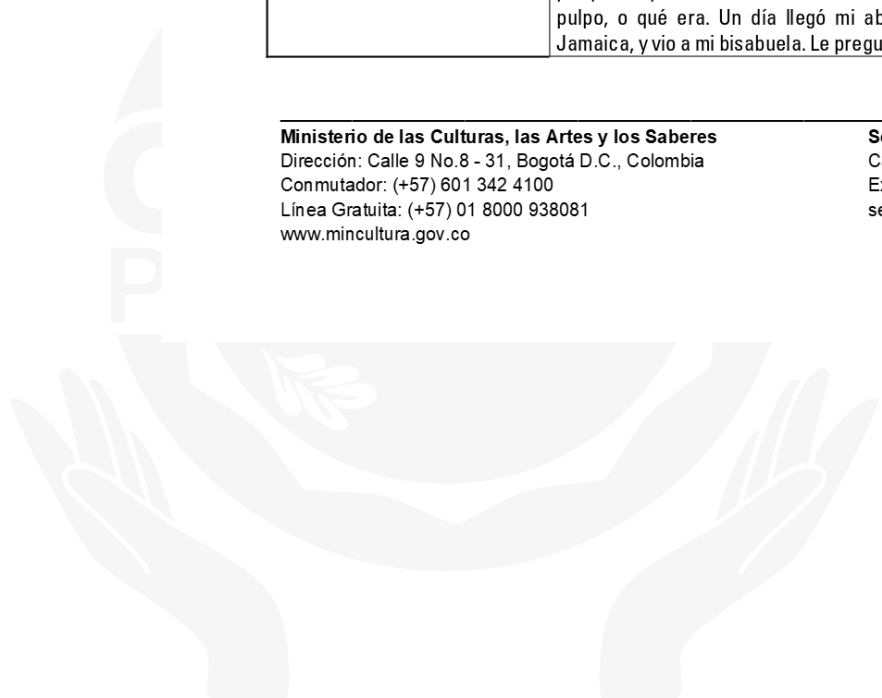 pulpo, o qué era. Un día llegó mi
Jamaica, y vio a mi bisabuela. Le
Ministerio de las Culturas, las Artes y los Saberes
Dirección: Calle 9 No.8 - 31, Bogotá D.C., Colombia
Conmutador: (+57) 601 342 4100
Línea Gratuita: (+57) 01 8000 938081
www.mincultura.gov.co